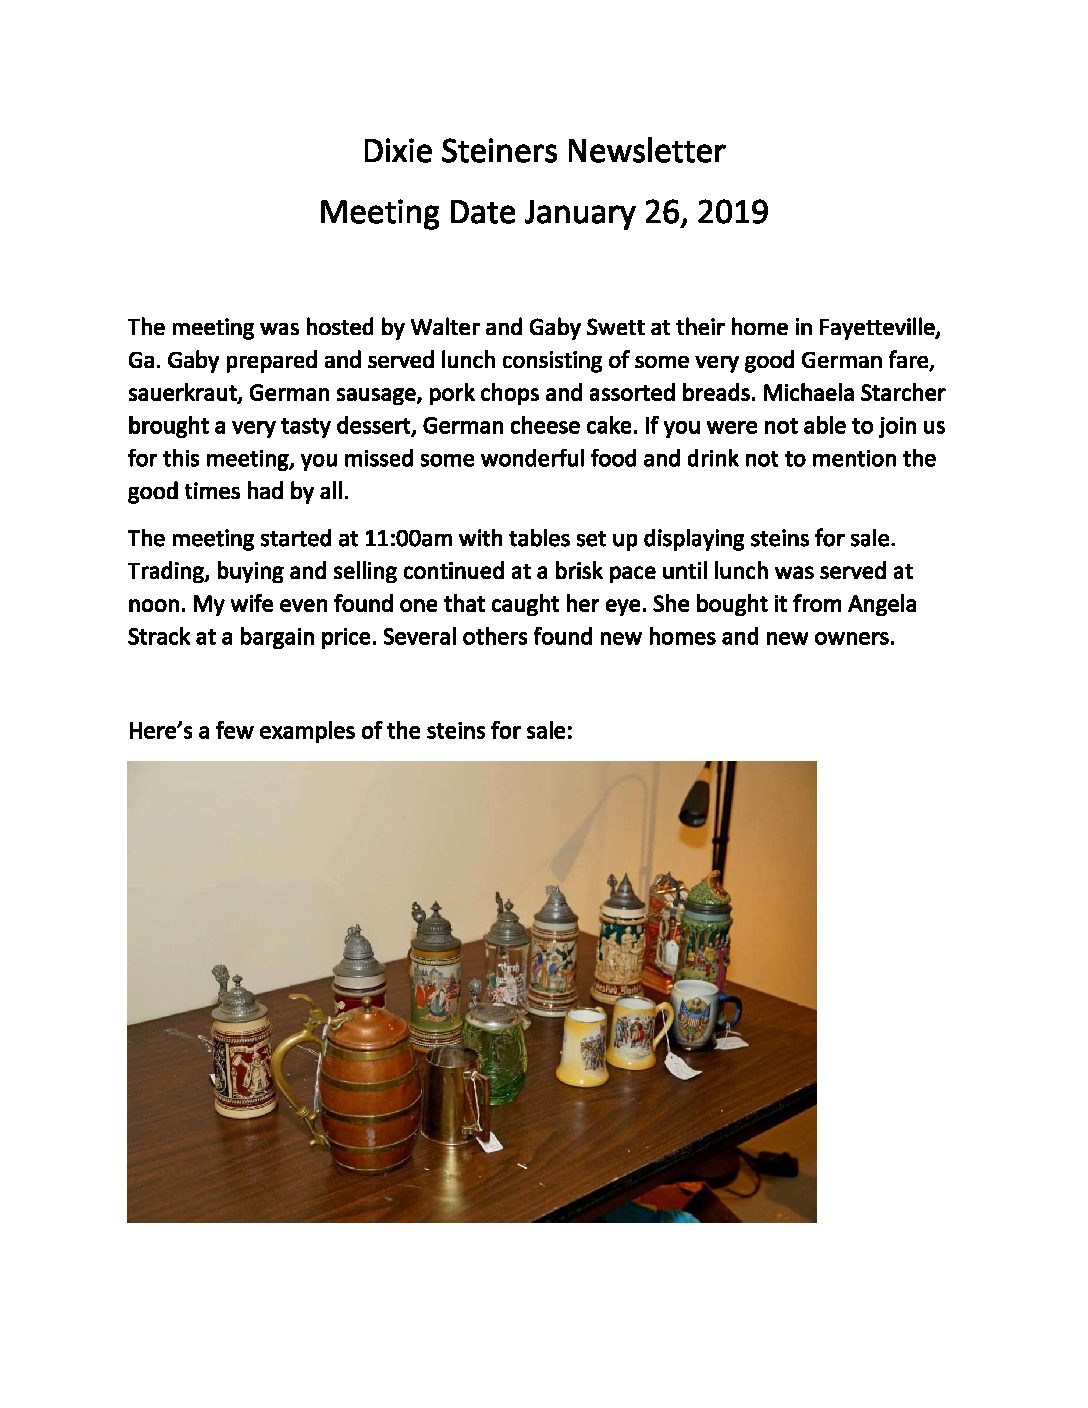 Dixie Steiners Newsletter
Meeting Date January 26, 2019
The meeting was hosted by Walter and Gaby Swett at their home in Fayetteville,
Ga. Gaby prepared and served lunch consisting of some very good German fare,
sauerkraut, German sausage, pork chops and assorted breads. Michaela Starcher
brought a very tasty dessert, German cheese cake. If you were not able to join us
for this meeting, you missed some wonderful food and drink not to mention the
good times had by all.
The meeting started at 11:00am with tables set up displaying steins for sale.
Trading, buying and selling continued at a brisk pace until lunch was served at
noon. My wife even found one that caught her eye. She bought it from Angela
Strack at a bargain price. Several others found new homes and new owners.
Here’s a few examples of the steins for sale: